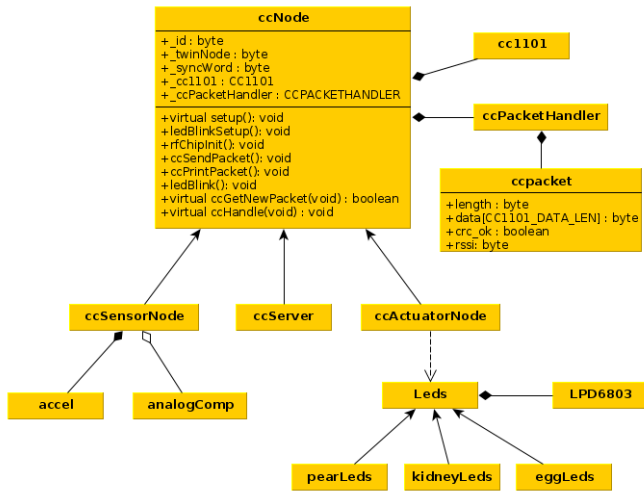 ccNode
+_id : byte
+_twinNode : byte
+_syncWord : byte
+_cc1101 : CC1101
+_ccPacketHandler : CCPACKETHANDLER
+virtual setup(): void
+ledBlinkSetup(): void
+rfChipInit(): void
+ccSendPacket(): void
+ccPrintPacket(): void
+ledBlink(): void
+virtual ccGetNewPacket(void) : boolean
+virtual ccHandle(void) : void
cc1101
ccPacketHandler
ccpacket
+length : byte
+data[CC1101_DATA_LEN] : byte
+crc_ok : boolean
+rssi: byte
ccSensorNode
ccServer
ccActuatorNode
accel
analogComp
Leds
LPD6803
pearLeds
kidneyLeds
eggLeds